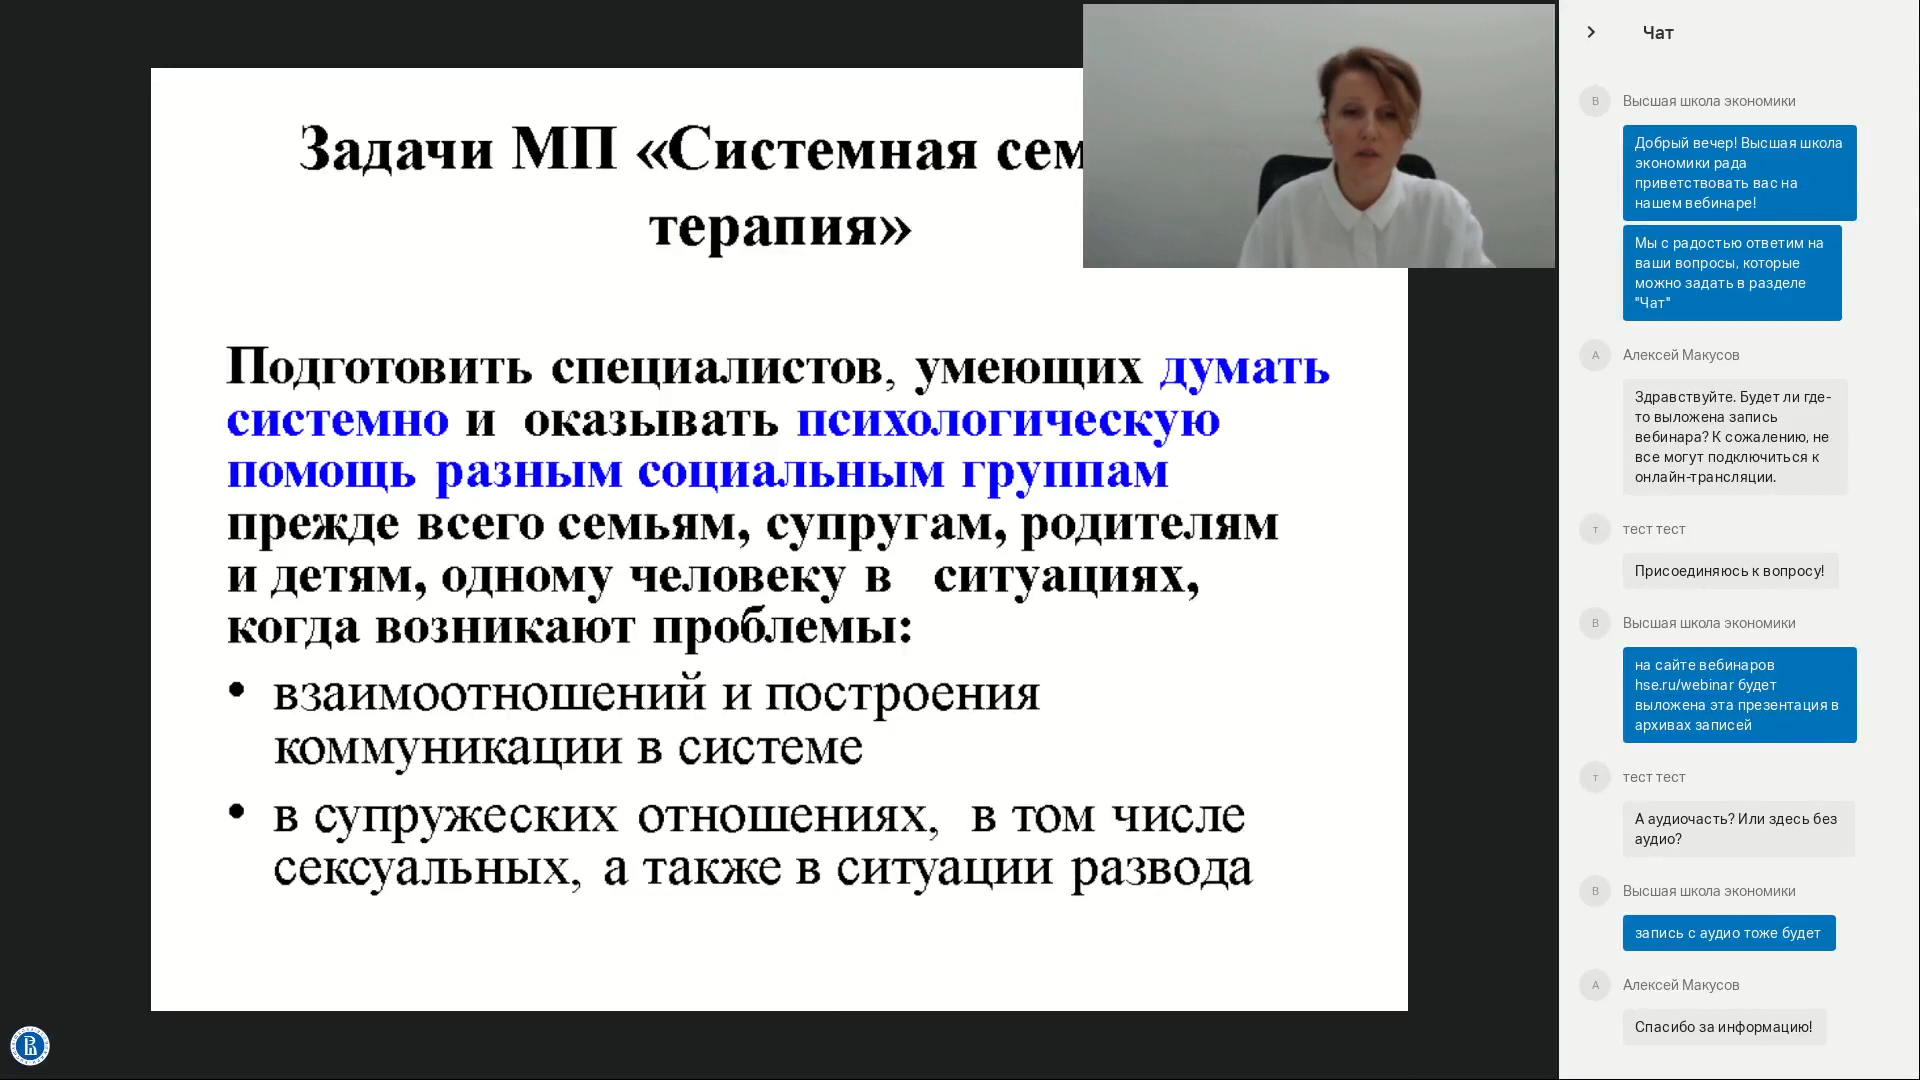 Задачи МП «Системная сем
терапия»
Подготовить специалистов, умеющих думать
системно и оказывать психологическую
помощь разным социальным группам
прежде всего семьям, супругам, родителям
и детям, одному человеку в ситуациях,
когда возникают проблемы:
• взаимоотношений и построения
коммуникации в системе
• в супружеских отношениях, в том числе
сексуальных, а также в ситуации развода
Чат
В
Высшая школа экономики
Добрый вечер! Высшая школа
экономики рада
приветствовать вас на
нашем вебинаре!
Мы с радостью ответим на
ваши вопросы, которые
можно задать в разделе
"Чат"
А
Алексей Макусов
Здравствуйте. Будет ли где-
то выложена запись
вебинара? К сожалению, не
все могут подключиться к
онлайн-трансляции.
т
тест тест
Присоединяюсь к вопросу!
В
Высшая школа экономики
на сайте вебинаров
hse.ru/webinar будет
выложена эта презентация в
архивах записей
т
тест тест
А аудиочасть? Или здесь без
аудио?
В
Высшая школа экономики
запись с аудио тоже будет
А
Алексей Макусов
Спасибо за информацию!